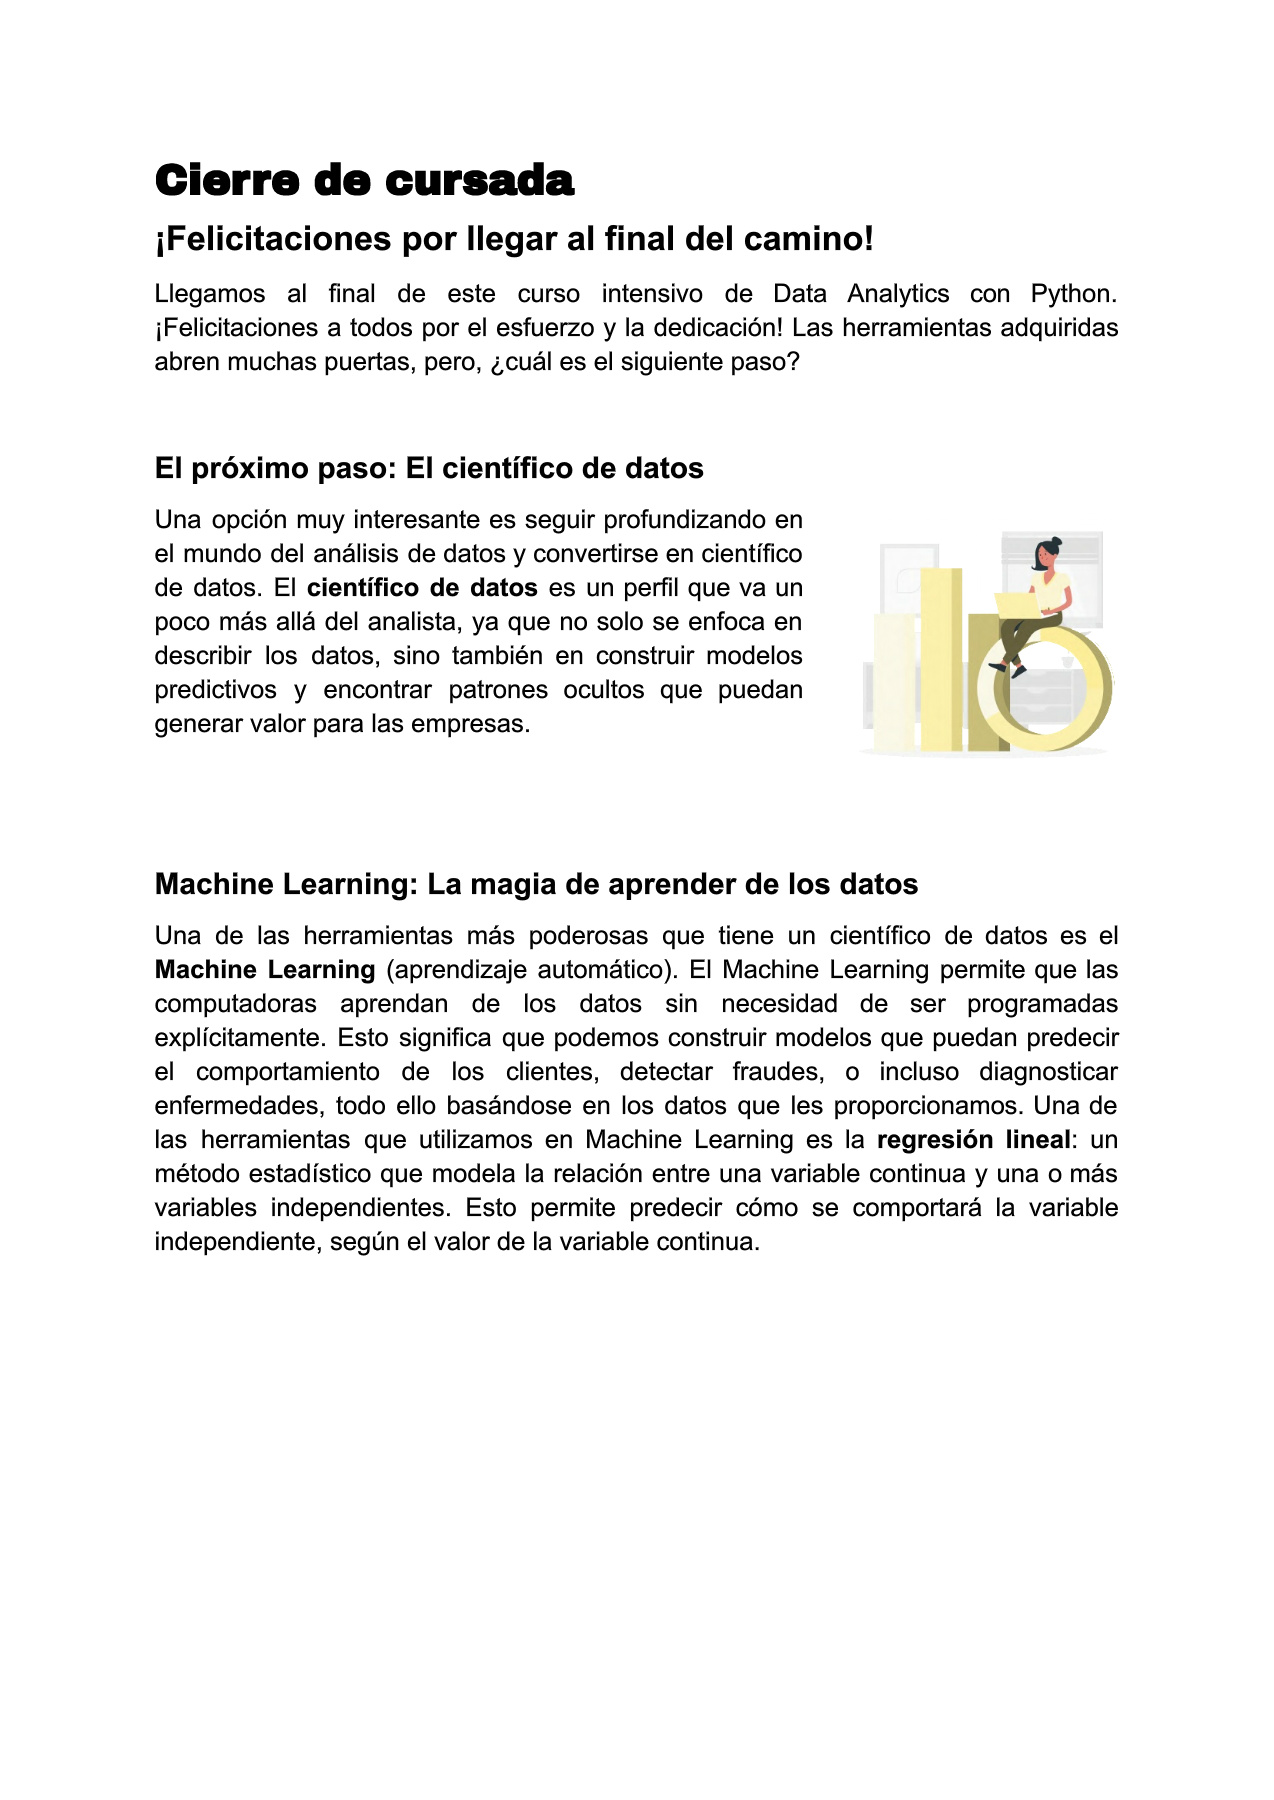 Cierre de cursada
¡Felicitaciones por llegar al final del camino!
Llegamos al final de este curso intensivo de Data Analytics con Python.
¡Felicitaciones a todos por el esfuerzo y la dedicación! Las herramientas adquiridas
abren muchas puertas, pero, ¿cuál es el siguiente paso?
El próximo paso: El científico de datos
Una opción muy interesante es seguir profundizando en
el mundo del análisis de datos y convertirse en científico
de datos. El científico de datos es un perfil que va un
poco más allá del analista, ya que no solo se enfoca en
describir los datos, sino también en construir modelos
predictivos y encontrar patrones ocultos que puedan
generar valor para las empresas.
Machine Learning: La magia de aprender de los datos
Una de las herramientas más poderosas que tiene un científico de datos es el
Machine Learning (aprendizaje automático). El Machine Learning permite que las
computadoras aprendan de los datos sin necesidad de ser programadas
explícitamente. Esto significa que podemos construir modelos que puedan predecir
el comportamiento de los clientes, detectar fraudes, o incluso diagnosticar
enfermedades, todo ello basándose en los datos que les proporcionamos. Una de
las herramientas que utilizamos en Machine Learning es la regresión lineal: un
método estadístico que modela la relación entre una variable continua y una o más
variables independientes. Esto permite predecir cómo se comportará la variable
independiente, según el valor de la variable continua.